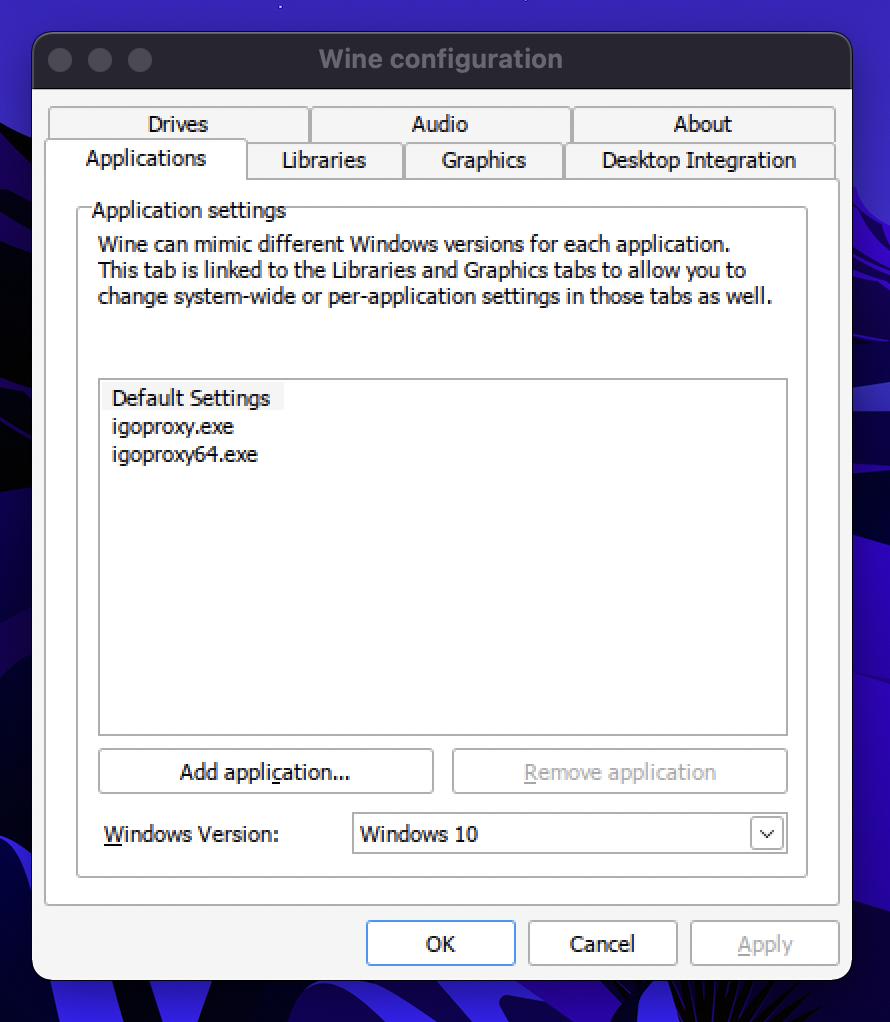 Wine configuration
Drives
Audio
About
Applications
Libraries
Graphics
Desktop Integration
Application settings
Wine can mimic different Windows versions for each application.
This tab is linked to the Libraries and Graphics tabs to allow you to
change system-wide or per-application settings in those tabs as well.
Default Settings
igoproxy.exe
igoproxy64.exe
Add application...
Remove application
Windows Version:
Windows 10
OK
Cancel
Apply